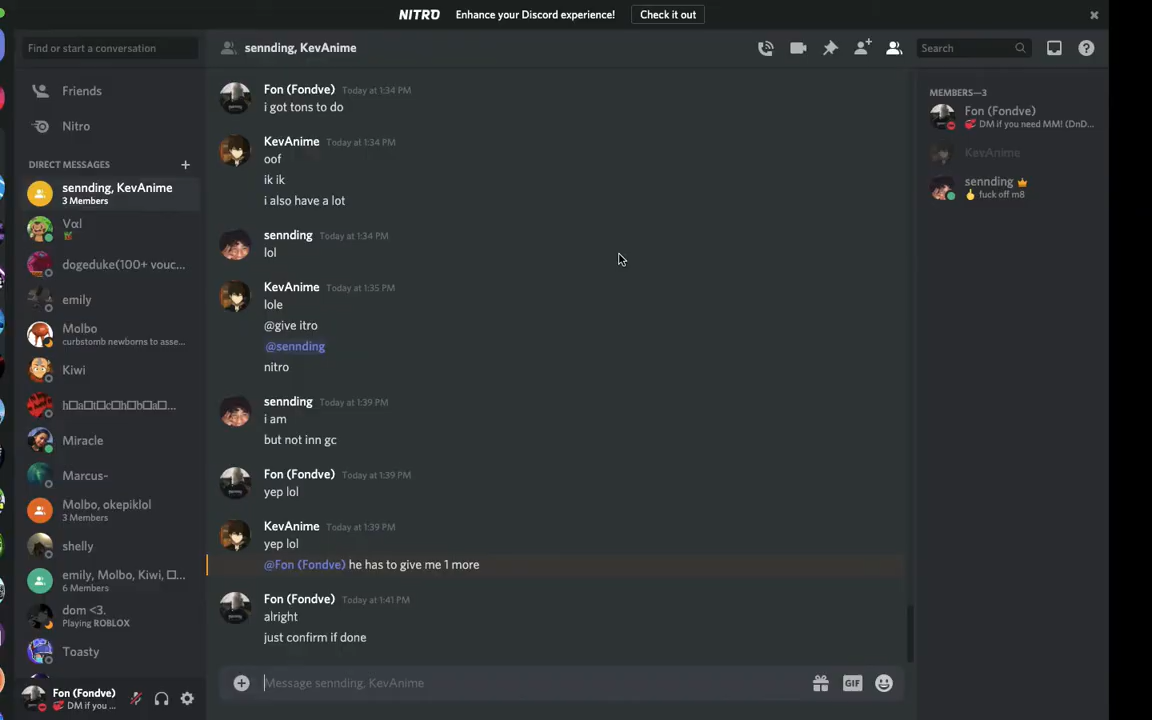 NITRO Enhance your Discord experience! Check it out
Find or start a conversation
Friends
Nitro
DIRECT MESSAGES
sennding, KevAnime
3 Members
Vαl
dogeduke(100+ vouc...
emily
Molbo
curbstomb newborns to asse...
Kiwi
Miracle
Marcus-
Molbo, okepiklol
3 Members
shelly
emily, Molbo, Kiwi, □...
6 Members
dom <3.
Playing ROBLOX
Toasty
Fon (Fondve)
DM if you ...
sennding, KevAnime
Search
Fon (Fondve) Today at 1:34 PM
i got tons to do
KevAnime Today at 1:34 PM
oof
ik ik
i also have a lot
sennding Today at 1:34 PM
lol
KevAnime Today at 1:35 PM
lole
@give itro
@sennding
nitro
sennding Today at 1:39 PM
i am
but not inn gc
Fon (Fondve) Today at 1:39 PM
yep lol
KevAnime Today at 1:39 PM
yep lol
@Fon (Fondve) he has to give me 1 more
Fon (Fondve) Today at 1:41 PM
alright
just confirm if done
Message sennding, KevAnime
GIF
MEMBERS—3
Fon (Fondve)
DM if you need MM! (DnD...
KevAnime
sennding
fuck off m8